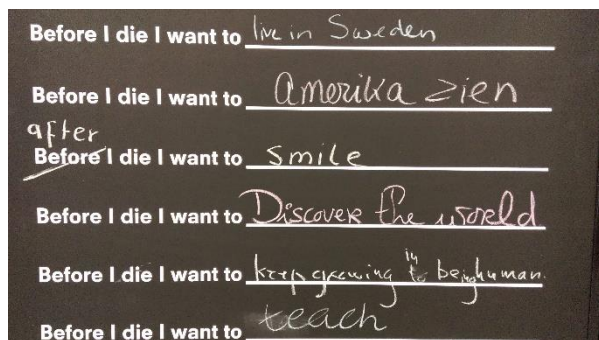 Before I die I want to live in Sweden
Before I die I want to Amerika zien
after
Before I die I want to smile
Before I die I want to Discover the world
in
Before I die I want to keep growing to being human.
Before I die I want to teach